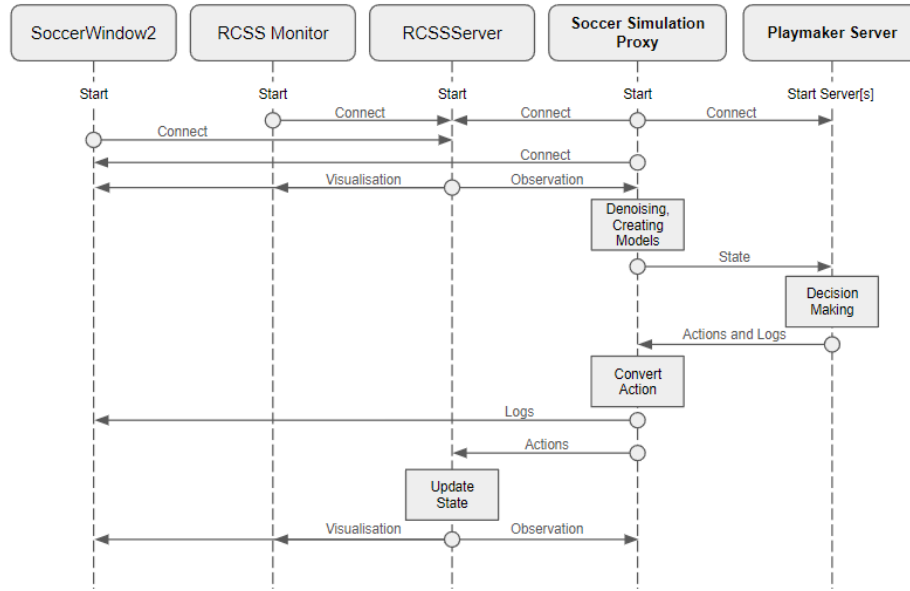 SoccerWindow2
RCSS Monitor
RCSSServer
Soccer Simulation
Proxy
Playmaker Server
Start
Start
Start
Start
Start Server[s]
Connect
Connect
Connect
Connect
Connect
Visualisation
Observation
Denoising,
Creating
Models
State
Decision
Making
Actions and Logs
Convert
Action
Logs
Actions
Update
State
Visualisation
Observation